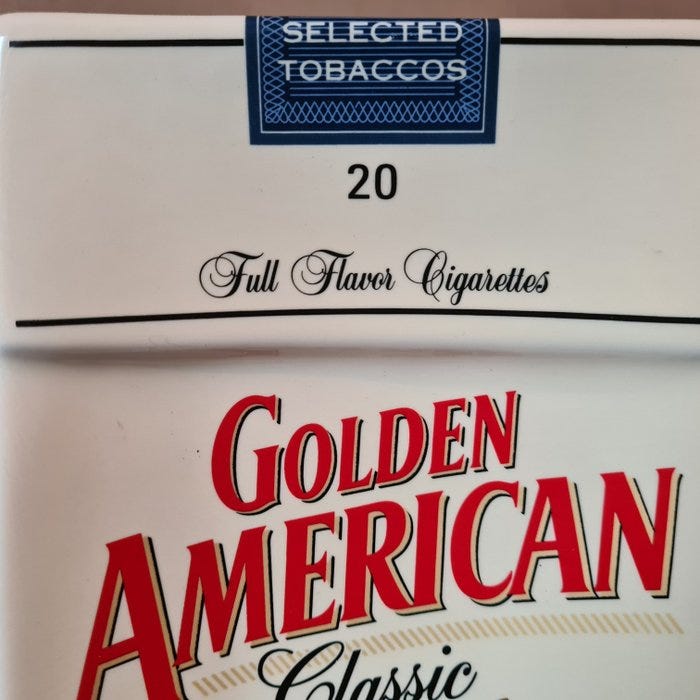 SELECTED
TOBACCOS
20
Full Flavor Cigarettes
GOLDEN
AMERICAN
Classic